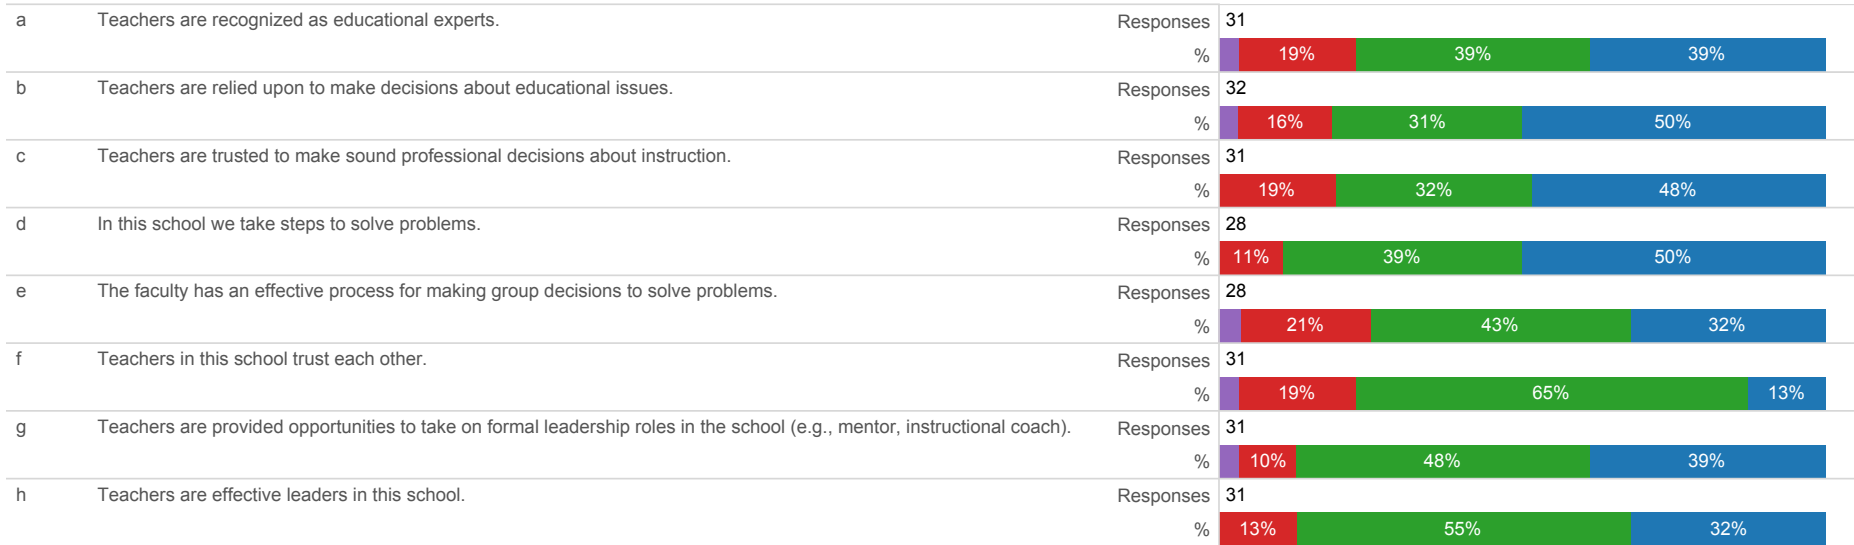 a Teachers are recognized as educational experts. Responses 31
% 19% 39% 39%
b Teachers are relied upon to make decisions about educational issues. Responses 32
% 16% 31% 50%
c Teachers are trusted to make sound professional decisions about instruction. Responses 31
% 19% 32% 48%
d In this school we take steps to solve problems. Responses 28
% 11% 39% 50%
e The faculty has an effective process for making group decisions to solve problems. Responses 28
% 21% 43% 32%
f Teachers in this school trust each other. Responses 31
% 19% 65% 13%
g Teachers are provided opportunities to take on formal leadership roles in the school (e.g., mentor, instructional coach). Responses 31
% 10% 48% 39%
h Teachers are effective leaders in this school. Responses 31
% 13% 55% 32%